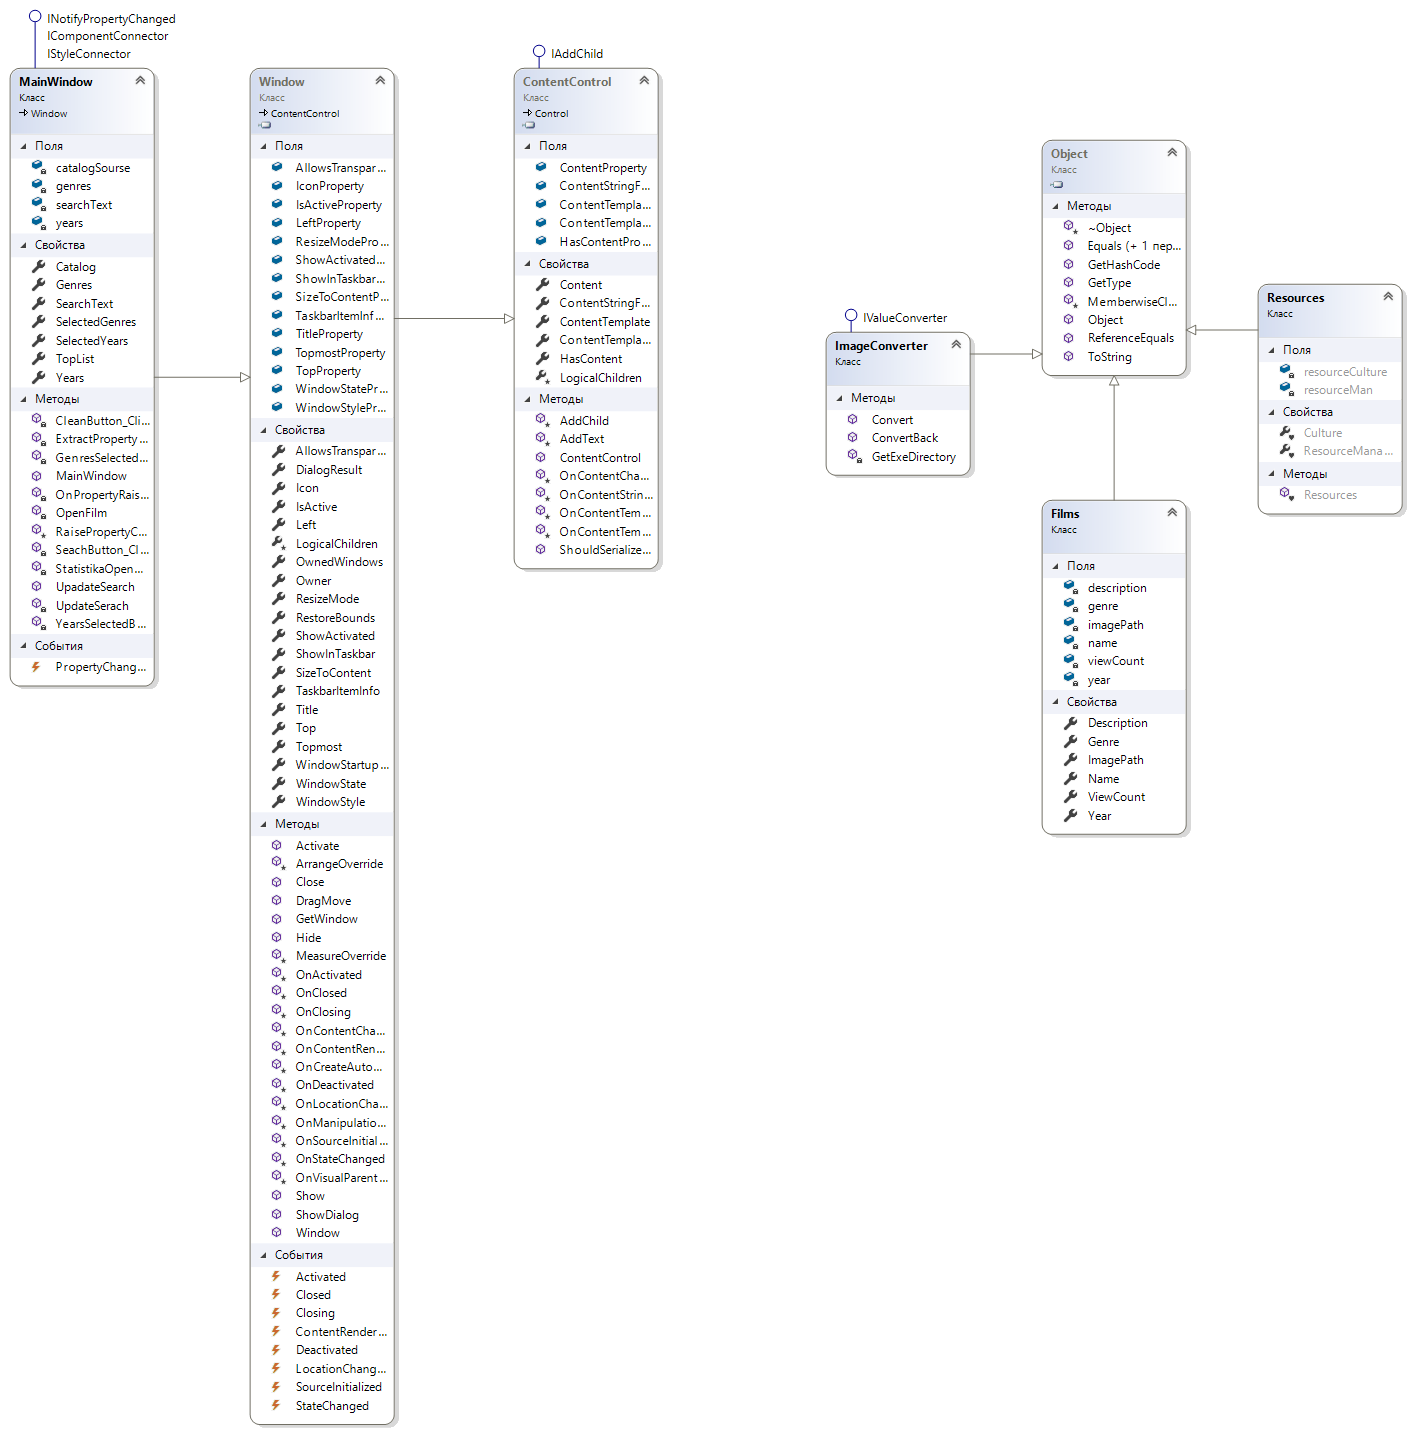 INotifyPropertyChanged
IComponentConnector
IStyleConnector
MainWindow
Класс
Window
Поля
catalogSourse
genres
searchText
years
Свойства
Catalog
Genres
SearchText
SelectedGenres
SelectedYears
TopList
Years
Методы
CleanButton_Cli...
ExtractProperty...
GenresSelected...
MainWindow
OnPropertyRais...
OpenFilm
RaisePropertyC...
SeachButton_Cl...
StatistikaOpen...
UpadateSearch
UpdateSerach
YearsSelectedB...
События
PropertyChang...
Window
Класс
ContentControl
Поля
AllowsTranspar...
IconProperty
IsActiveProperty
LeftProperty
ResizeModePro...
ShowActivated...
ShowInTaskbar...
SizeToContentP...
TaskbarItemInf...
TitleProperty
TopmostProperty
TopProperty
WindowStatePr...
WindowStylePr...
Свойства
AllowsTranspar...
DialogResult
Icon
IsActive
Left
LogicalChildren
OwnedWindows
Owner
ResizeMode
RestoreBounds
ShowActivated
ShowInTaskbar
SizeToContent
TaskbarItemInfo
Title
Top
Topmost
WindowStartup...
WindowState
WindowStyle
Методы
Activate
ArrangeOverride
Close
DragMove
GetWindow
Hide
MeasureOverride
OnActivated
OnClosed
OnClosing
OnContentCha...
OnContentRen...
OnCreateAuto...
OnDeactivated
OnLocationCha...
OnManipulatio...
OnSourceInitial...
OnStateChanged
OnVisualParent...
Show
ShowDialog
Window
События
Activated
Closed
Closing
ContentRender...
Deactivated
LocationChang...
SourceInitialized
StateChanged
IAddChild
ContentControl
Класс
Control
Поля
ContentProperty
ContentStringF...
ContentTempla...
ContentTempla...
HasContentPro...
Свойства
Content
ContentStringF...
ContentTemplate
ContentTempla...
HasContent
LogicalChildren
Методы
AddChild
AddText
ContentControl
OnContentCha...
OnContentStrin...
OnContentTem...
OnContentTem...
ShouldSerialize...
IValueConverter
ImageConverter
Класс
Методы
Convert
ConvertBack
GetExeDirectory
Object
Класс
Методы
~Object
Equals (+ 1 пер...
GetHashCode
GetType
MemberwiseCl...
Object
ReferenceEquals
ToString
Films
Класс
Поля
description
genre
imagePath
name
viewCount
year
Свойства
Description
Genre
ImagePath
Name
ViewCount
Year
Resources
Класс
Поля
resourceCulture
resourceMan
Свойства
Culture
ResourceMana...
Методы
Resources